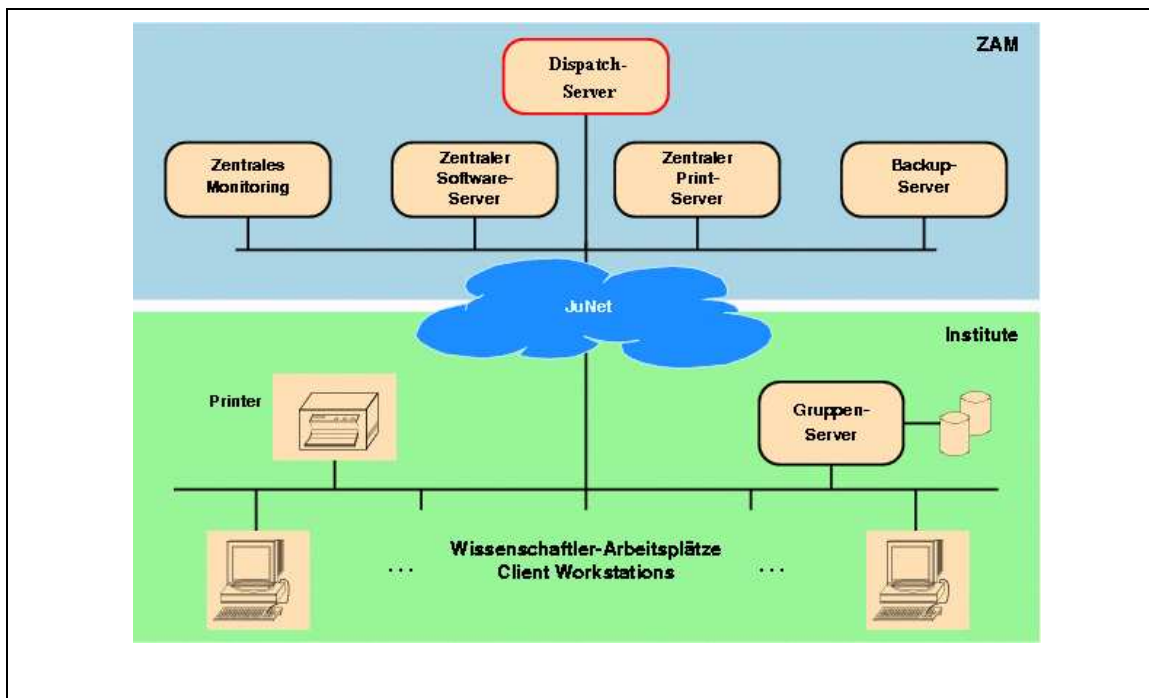 ZAM
Dispatch-
Server
Zentrales
Monitoring
Zentraler
Software-
Server
Zentraler
Print-
Server
Backup-
Server
JuNet
Institute
Printer
Gruppen-
Server
Wissenschaftler-Arbeitsplätze
... Client Workstations ...